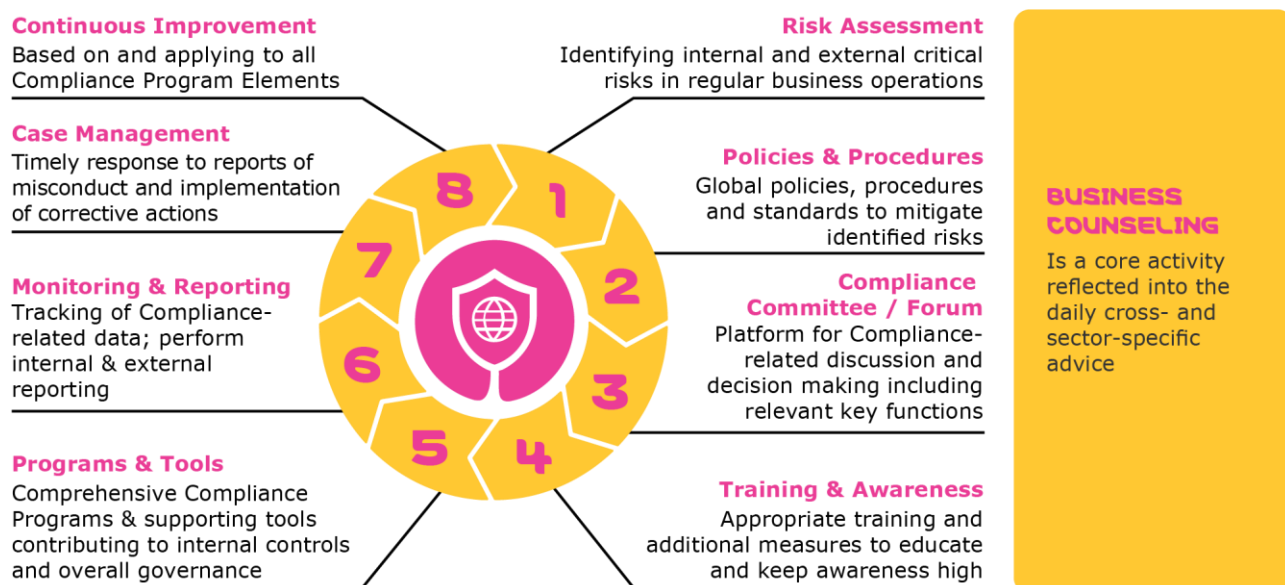 Continuous Improvement
Based on and applying to all
Compliance Program Elements
Case Management
Timely response to reports of
misconduct and implementation
of corrective actions
Monitoring & Reporting
Tracking of Compliance-
related data; perform
internal & external
reporting
Programs & Tools
Comprehensive Compliance
Programs & supporting tools
contributing to internal controls
and overall governance
8
1
7
2
6
3
5
4
Risk Assessment
Identifying internal and external critical
risks in regular business operations
Policies & Procedures
Global policies, procedures
and standards to mitigate
identified risks
Compliance
Committee / Forum
Platform for Compliance-
related discussion and
decision making including
relevant key functions
Training & Awareness
Appropriate training and
additional measures to educate
and keep awareness high
BUSINESS
COUNSELING
Is a core activity
reflected into the
daily cross- and
sector-specific
advice